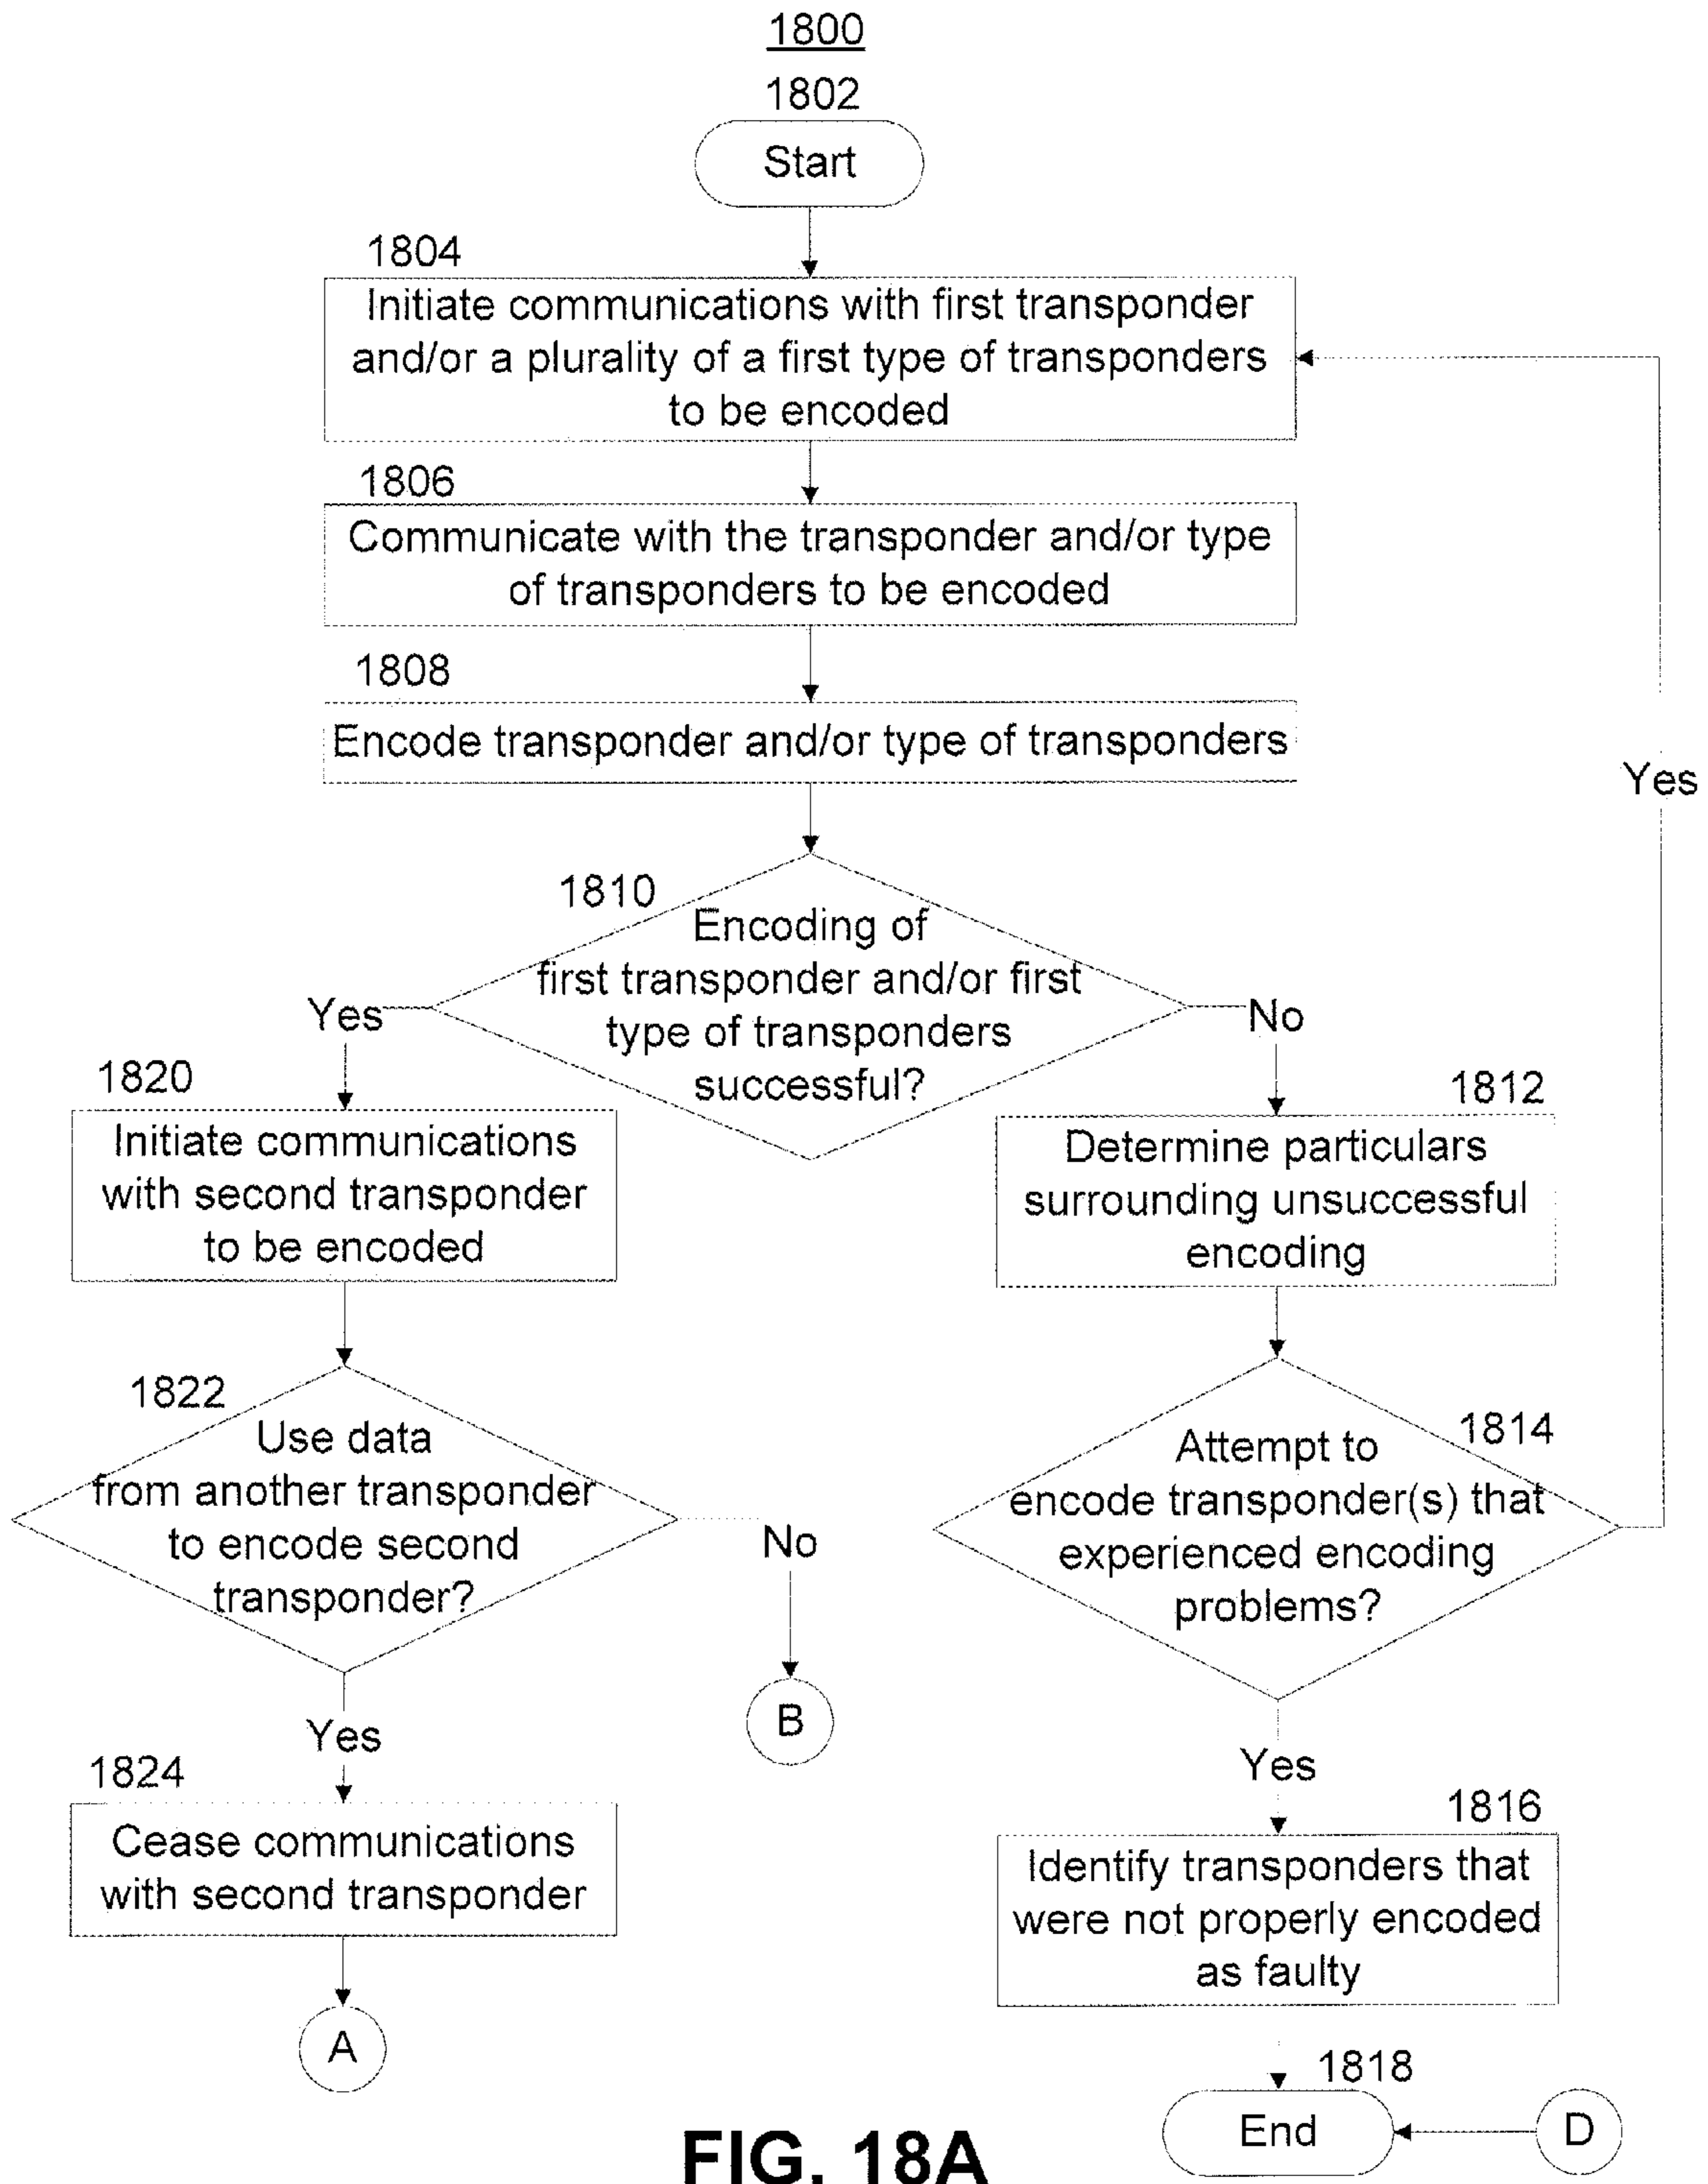 1800
1802
Start
1804
Initiate communications with first transponder
and/or a plurality of a first type of transponders
to be encoded
1806
Communicate with the transponder and/or type
of transponders to be encoded
1808
Encode transponder and/or type of transponders
Yes
1810
Encoding of
first transponder and/or first
type of transponders
successful?
Yes
No
1820
Initiate communications
with second transponder
to be encoded
1812
Determine particulars
surrounding unsuccessful
encoding
1822
Use data
from another transponder
to encode second
transponder?
No
B
1814
Attempt to
encode transponder(s) that
experienced encoding
problems?
Yes
1824
Cease communications
with second transponder
A
Yes
1816
Identify transponders that
were not properly encoded
as faulty
1818
End
D
FIG. 18A